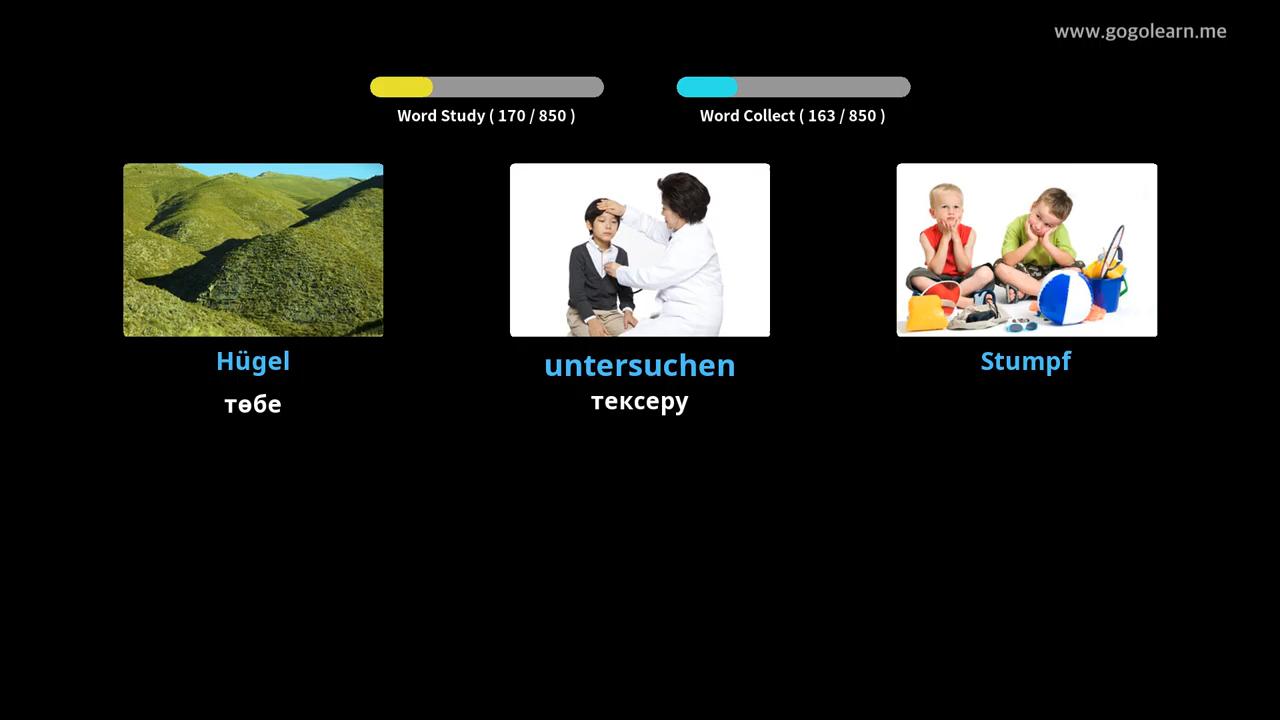 www.gogolearn.me
Word Study ( 170 / 850 )
Word Collect ( 163 / 850 )
Hügel
төбе
untersuchen
тексеру
Stumpf